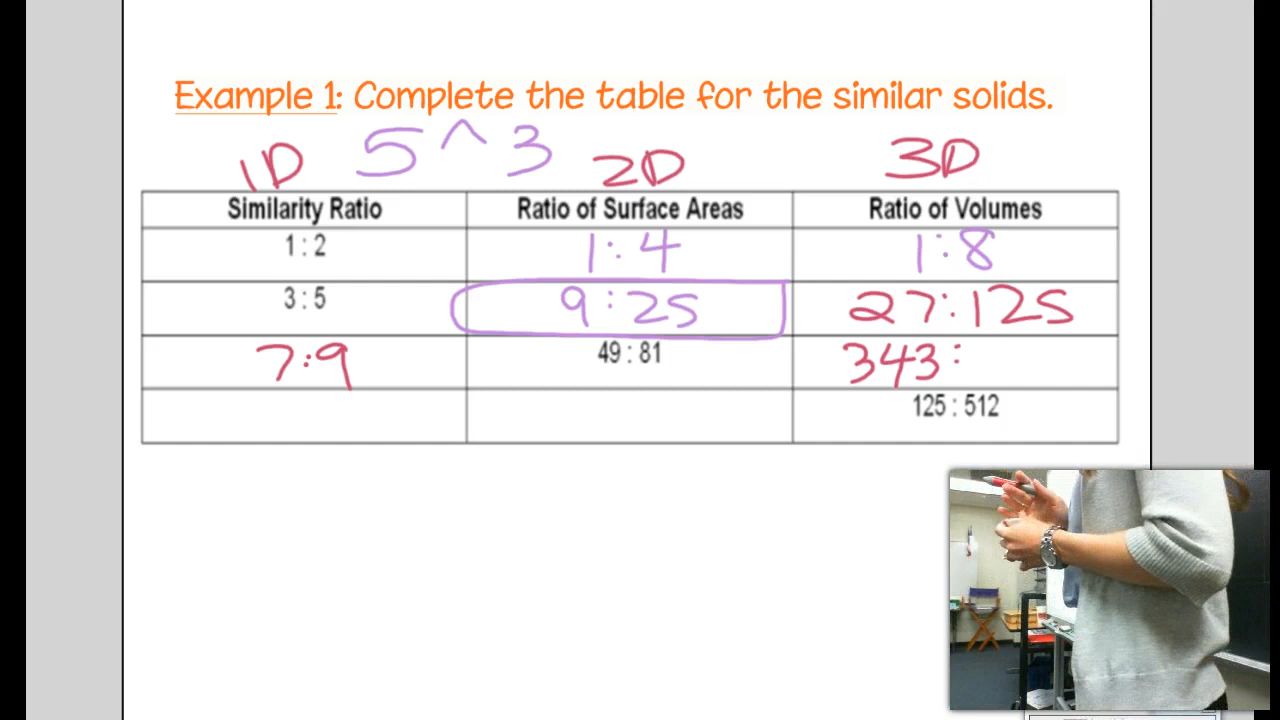 Example 1: Complete the table for the similar solids.
1D 5^3 2D 3D
Similarity Ratio Ratio of Surface Areas Ratio of Volumes
1 : 2 1:4 1:8
3 : 5 9:25 27:125
7:9 49 : 81 343:
125 : 512